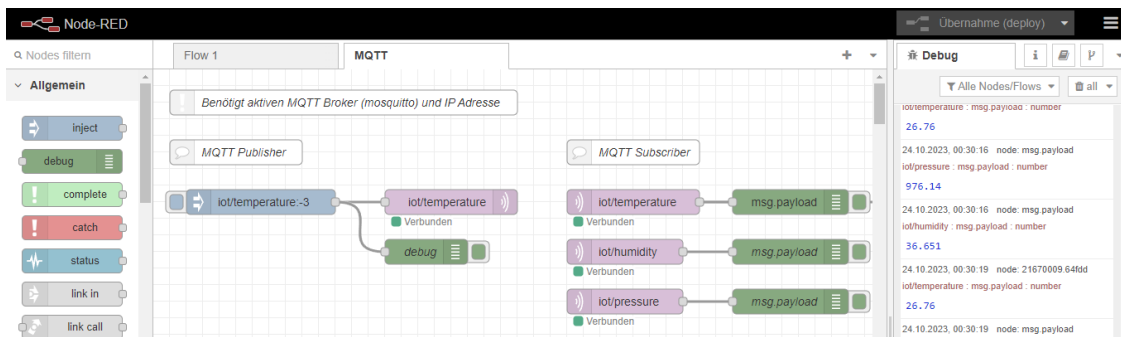 Node-RED
Übernahme (deploy)
Nodes filtern
Flow 1
MQTT
Debug
i
Allgemein
inject
debug
complete
catch
status
link in
link call
Benötigt aktiven MQTT Broker (mosquitto) und IP Adresse
MQTT Publisher
iot/temperature:-3
iot/temperature
Verbunden
debug
MQTT Subscriber
iot/temperature
Verbunden
msg.payload
iot/humidity
Verbunden
msg.payload
iot/pressure
Verbunden
msg.payload
Alle Nodes/Flows
all
iot/temperature : msg.payload : number
26.76
24.10.2023, 00:30:16 node: msg.payload
iot/pressure : msg.payload : number
976.14
24.10.2023, 00:30:16 node: msg.payload
iot/humidity : msg.payload : number
36.651
24.10.2023, 00:30:19 node: 21670009.64fdd
iot/temperature : msg.payload : number
26.76
24.10.2023, 00:30:19 node: msg.payload